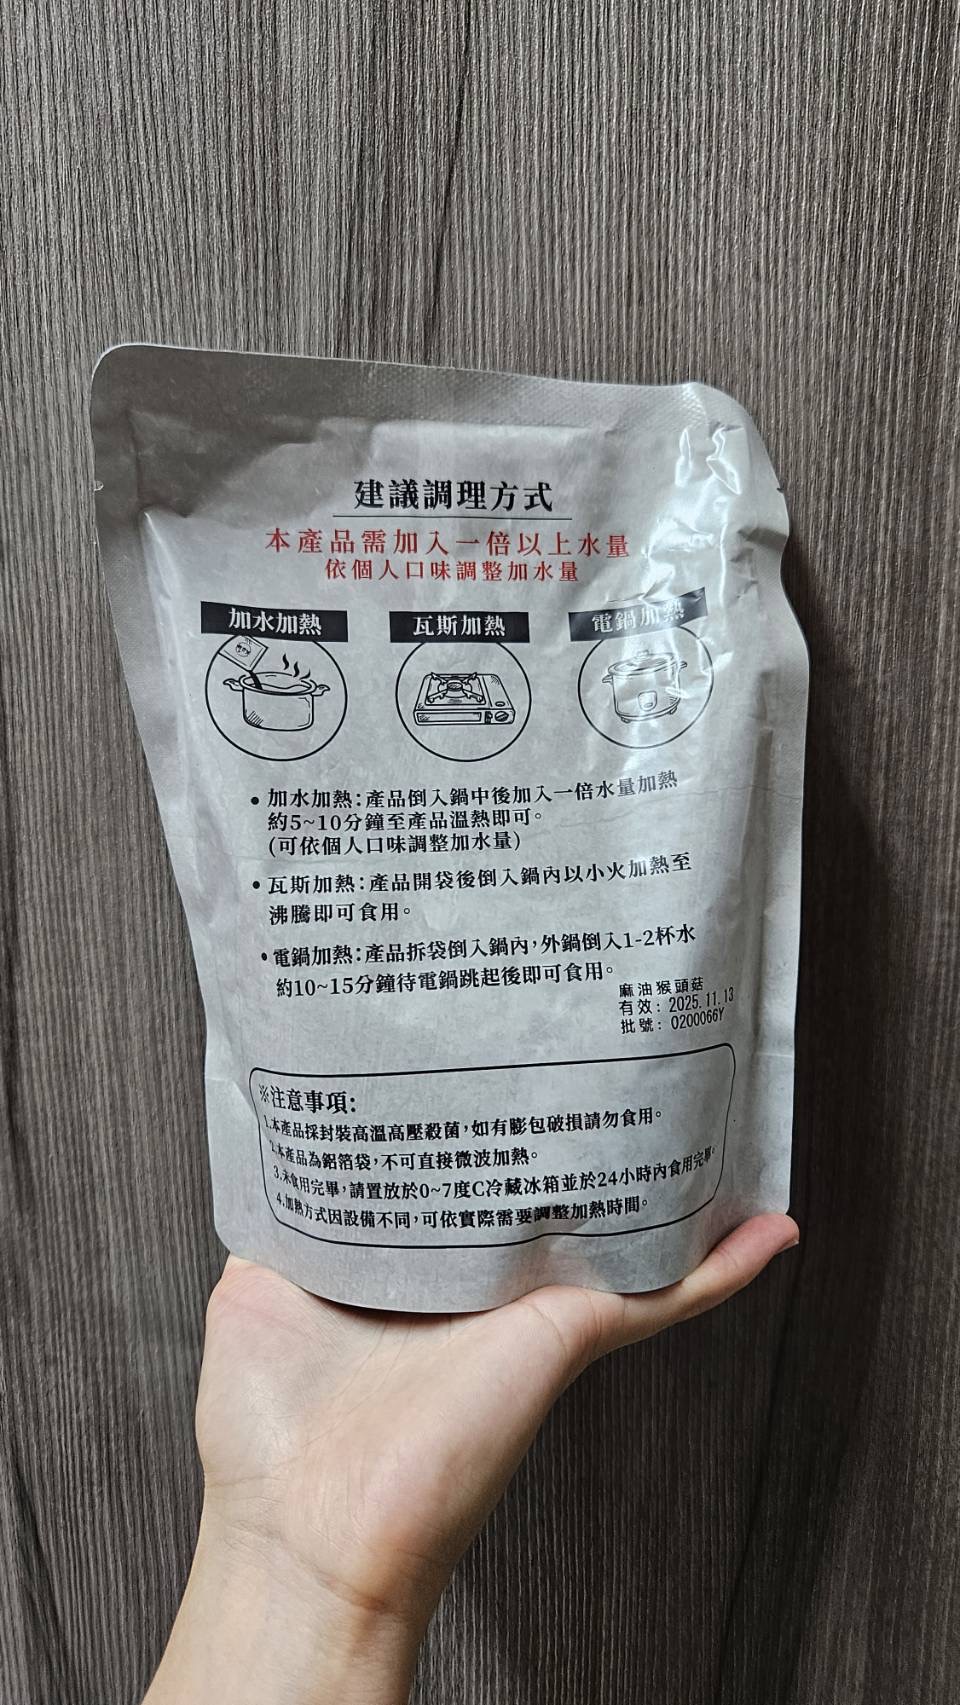 建議調理方式
本產品需加入一倍以上水量
依個人口味調整加水量
加水加熱
瓦斯加熱
電鍋加熱
•加水加熱:產品倒入鍋中後加入一倍水量加熱
約5~10分鐘至產品溫熱即可。
(可依個人口味調整加水量)
•瓦斯加熱:產品開袋後倒入鍋內以小火加熱至
沸騰即可食用。
•電鍋加熱:產品拆袋倒入鍋內,外鍋倒入1-2杯水
約10~15分鐘待電鍋跳起後即可食用。
麻油猴頭菇
有效: 2025.11.13
批號: 0200066Y
※注意事項:
1.本產品採封裝高溫高壓殺菌,如有膨包破損請勿食用。
2.本產品為鋁箔袋,不可直接微波加熱。
3.未食用完畢,請置放於0~7度C冷藏冰箱並於24小時內食用完畢。
4.加熱方式因設備不同,可依實際需要調整加熱時間。